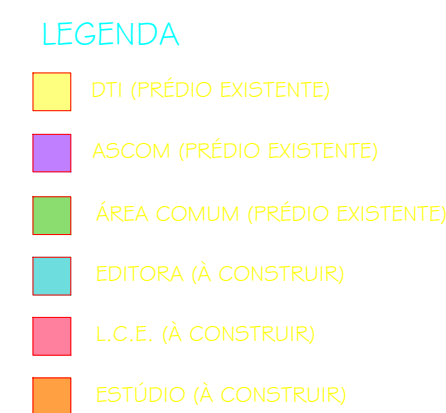 LEGENDA
DTI (PRÉDIO EXISTENTE)
ASCOM (PRÉDIO EXISTENTE)
ÁREA COMUM (PRÉDIO EXISTENTE)
EDITORA (À CONSTRUIR)
L.C.E. (À CONSTRUIR)
ESTÚDIO (À CONSTRUIR)